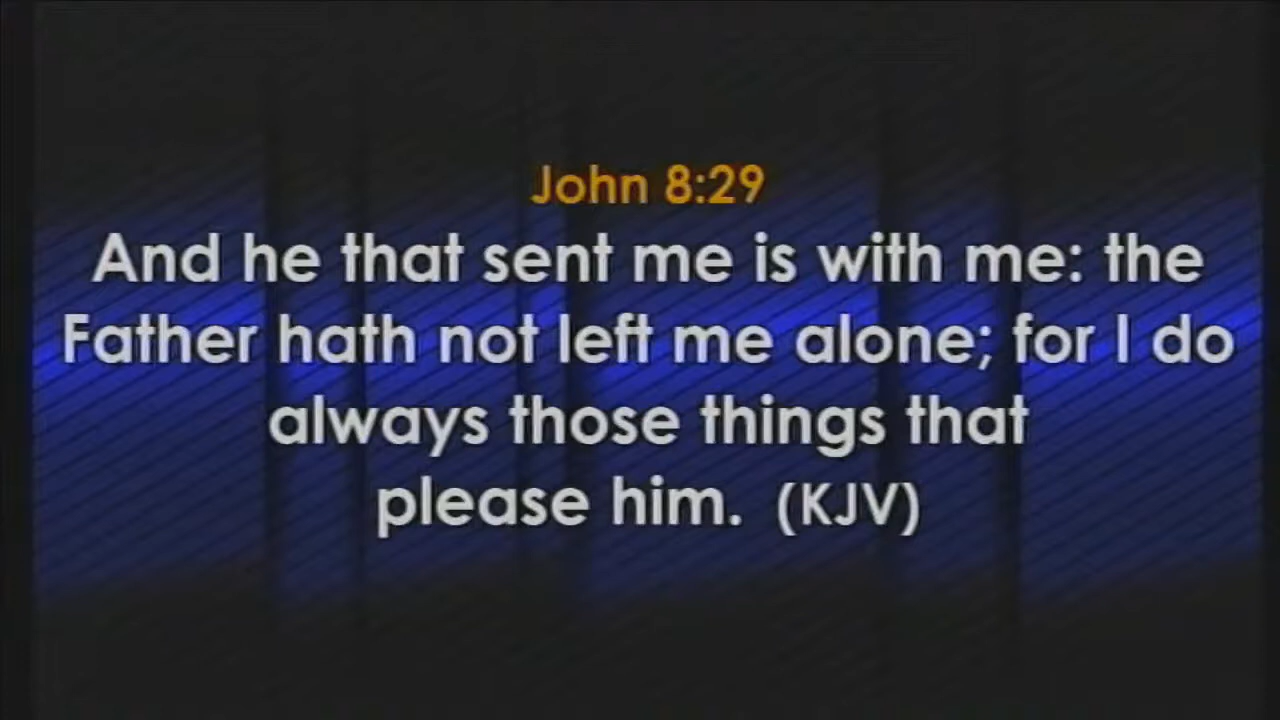 John 8:29
And he that sent me is with me: the
Father hath not left me alone; for I do
always those things that
please him. (KJV)